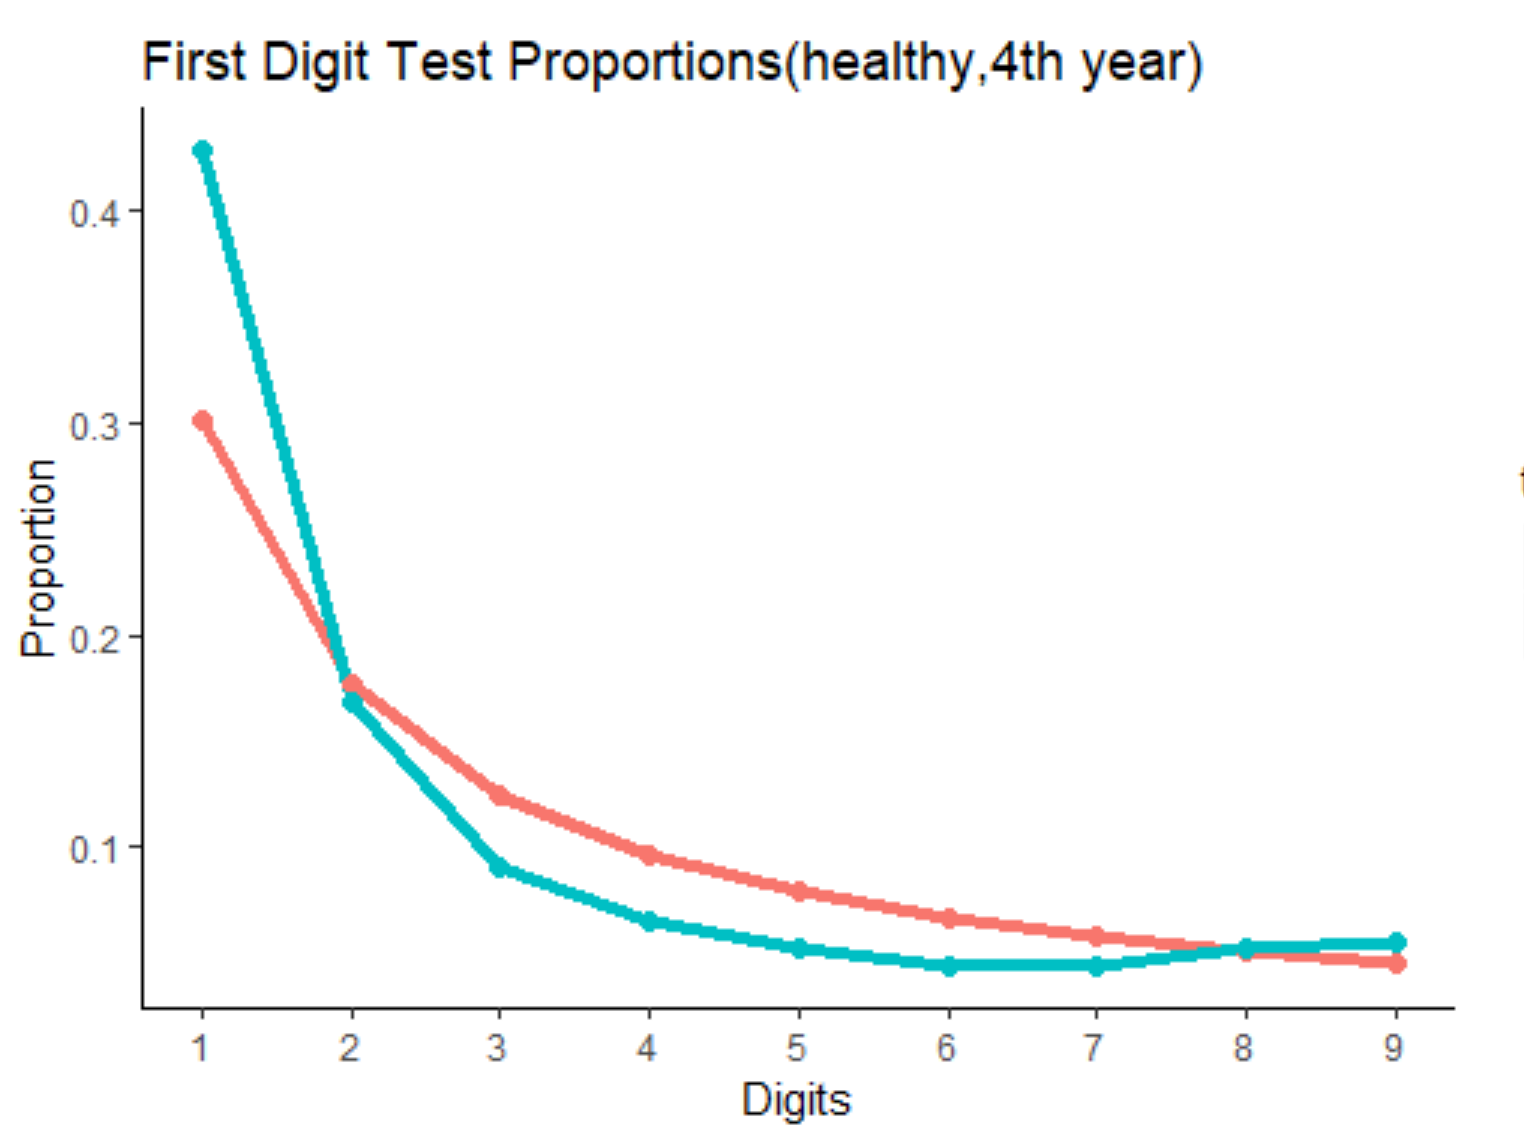 First Digit Test Proportions(healthy,4th year)
Proportion
0.4
0.3
0.2
0.1
1 2 3 4 5 6 7 8 9
Digits